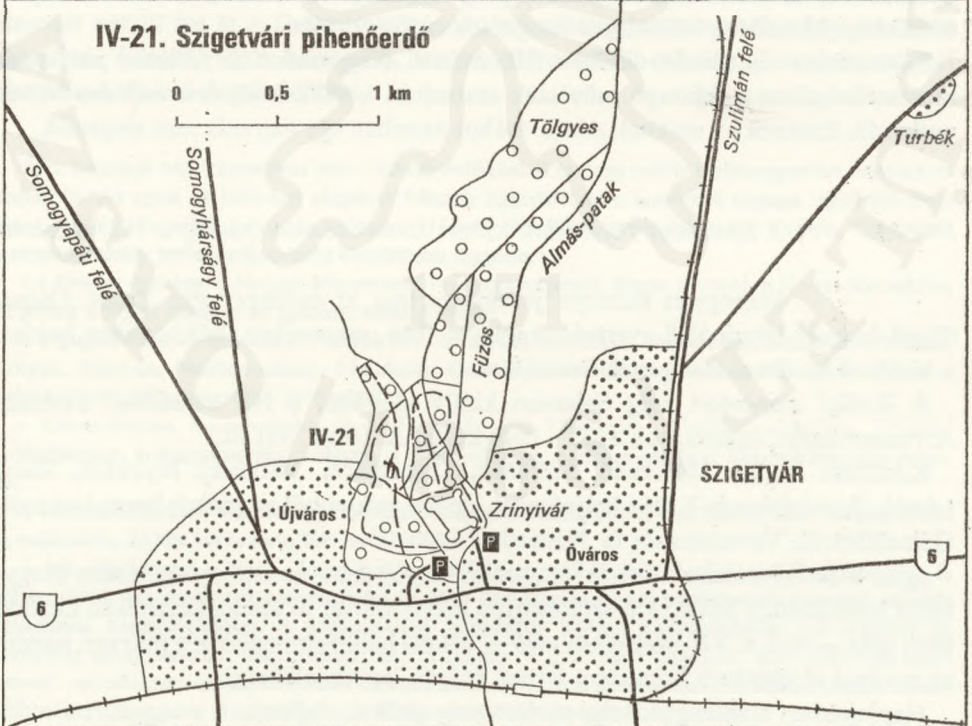 IV-21. Szigetvári pihenőerdő
0 0,5 1 km
Tölgyes
Szulimán felé
Turbék
Somogyapáti felé
Somogyhárságy felé
Almás-patak
Füzes
IV-21
SZIGETVÁR
Újváros
Zrínyivár
Óváros
P
P
6
6